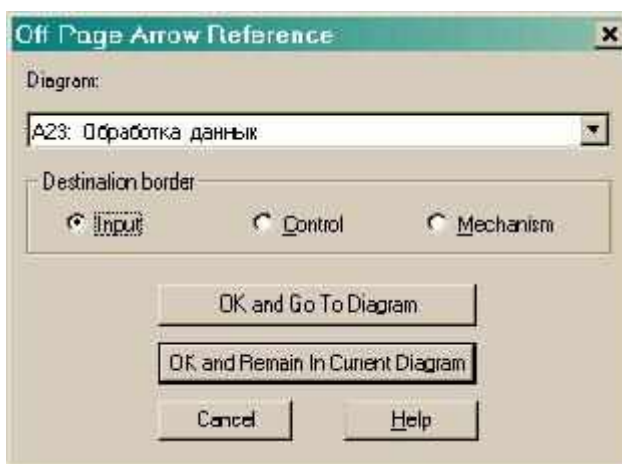 Off Page Arrow Reference
Diagram:
A23: Обработка данных
Destination border
Input Control Mechanism
OK and Go To Diagram
OK and Remain In Current Diagram
Cancel Help